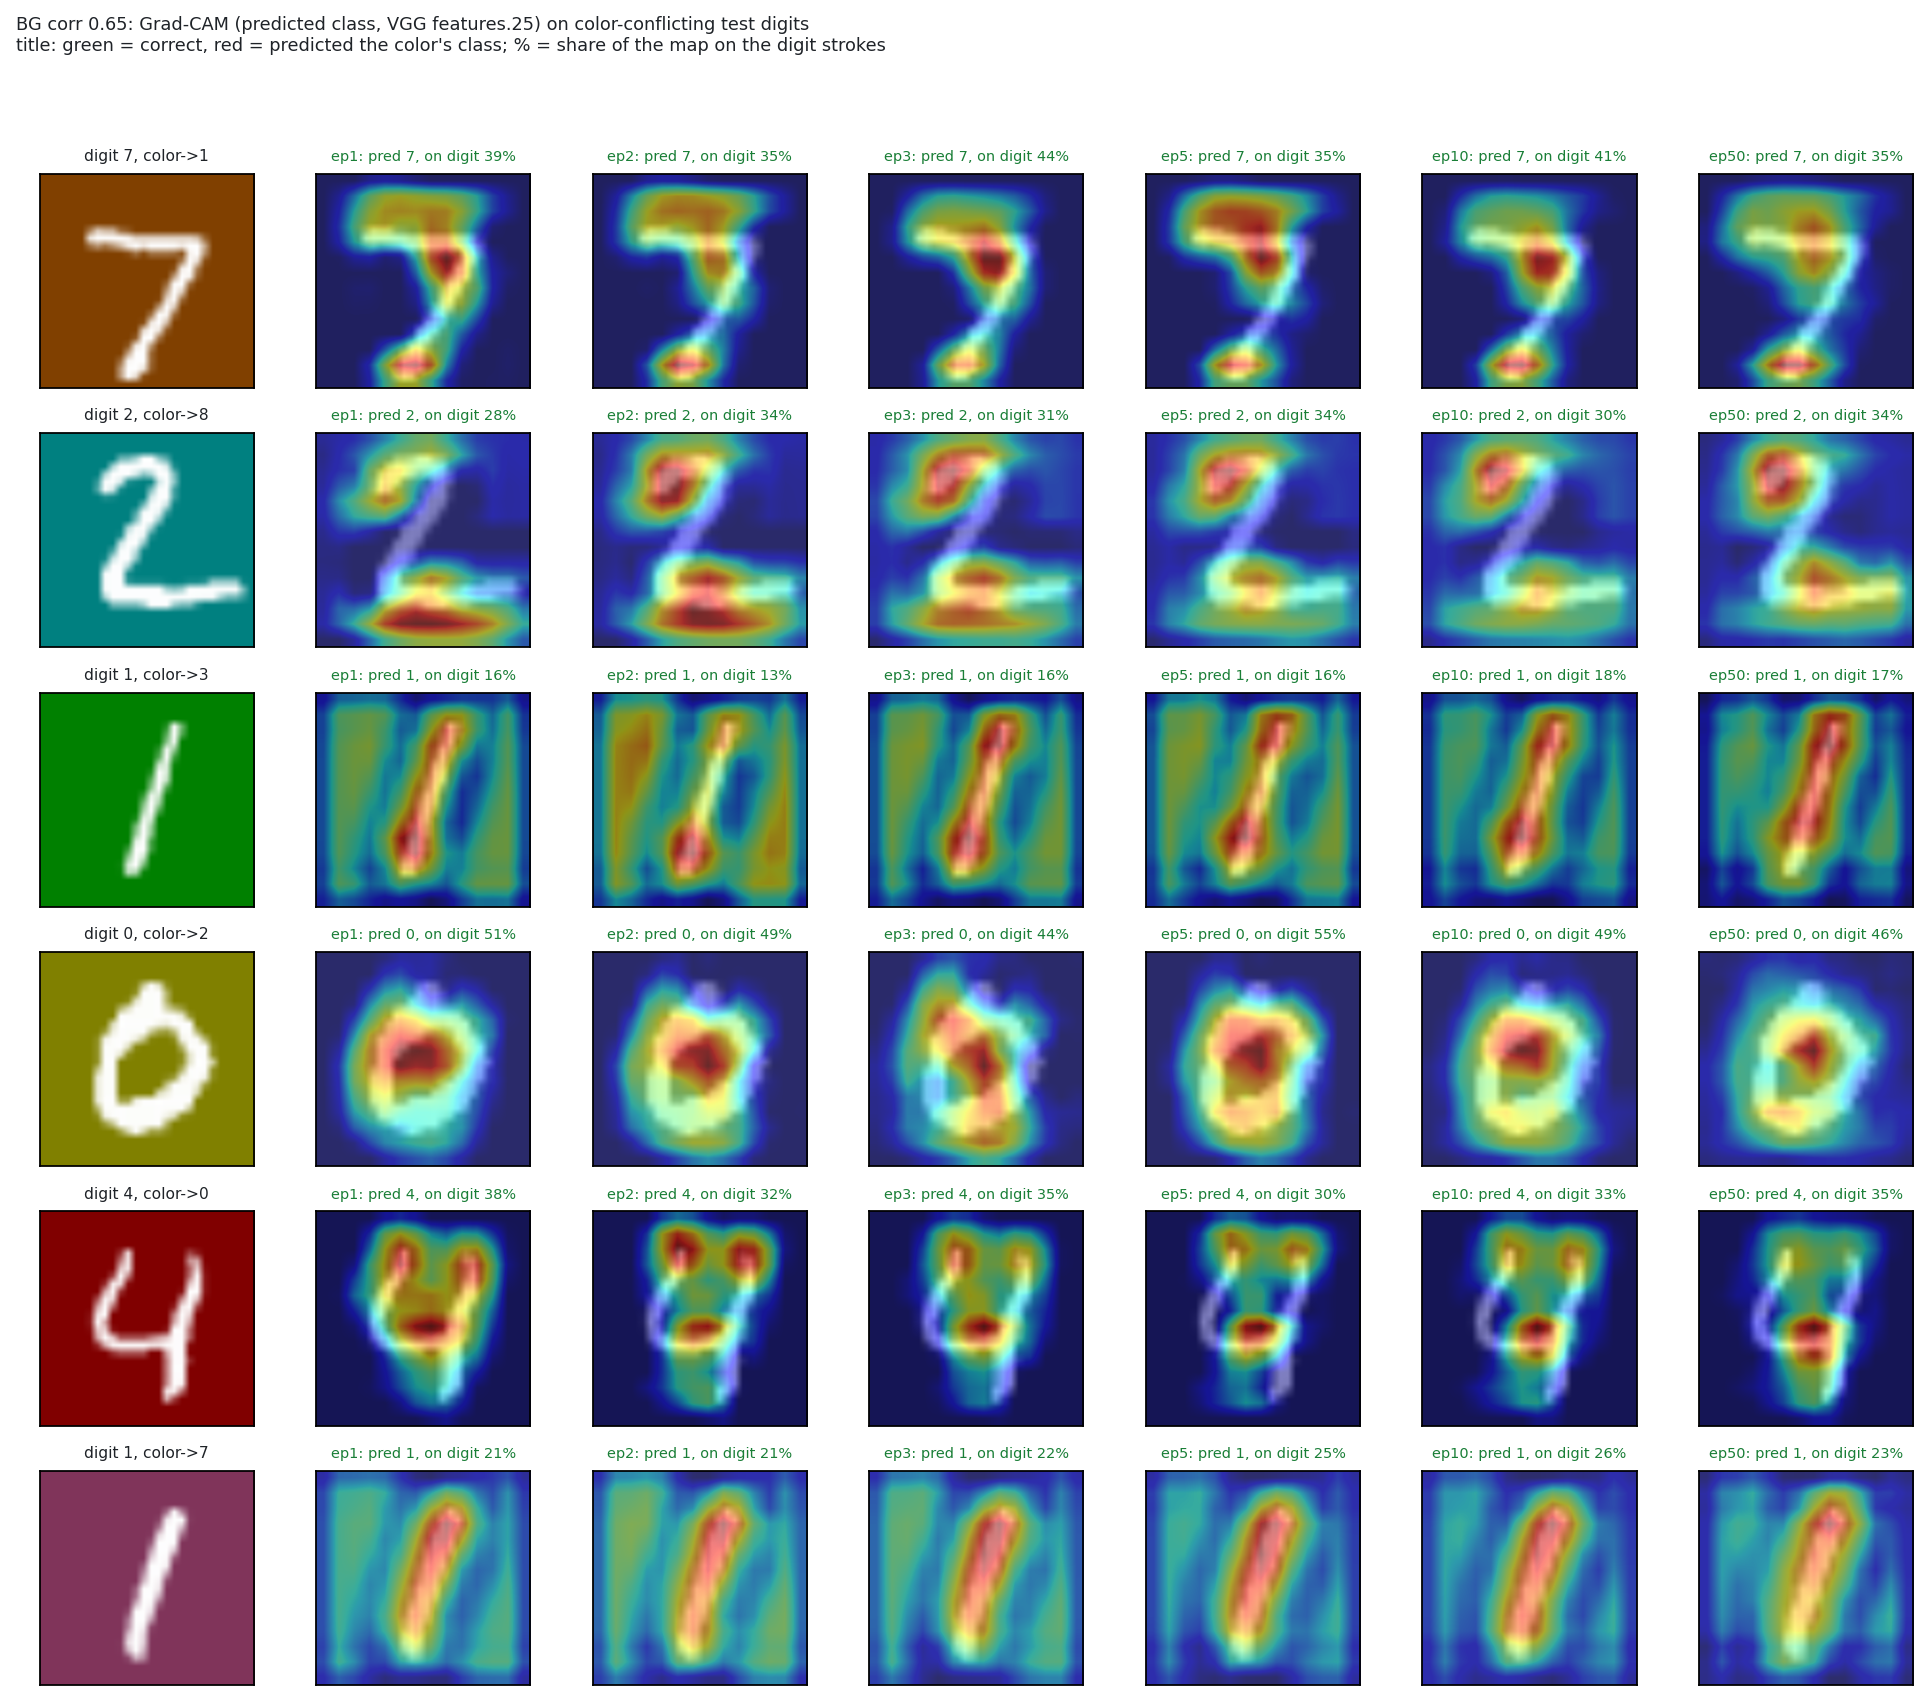 BG corr 0.65: Grad-CAM (predicted class, VGG features.25) on color-conflicting test digits
title: green = correct, red = predicted the color's class; % = share of the map on the digit strokes
digit 7, color->1
ep1: pred 7, on digit 39%
ep2: pred 7, on digit 35%
ep3: pred 7, on digit 44%
ep5: pred 7, on digit 35%
ep10: pred 7, on digit 41%
ep50: pred 7, on digit 35%
7
digit 2, color->8
ep1: pred 2, on digit 28%
ep2: pred 2, on digit 34%
ep3: pred 2, on digit 31%
ep5: pred 2, on digit 34%
ep10: pred 2, on digit 30%
ep50: pred 2, on digit 34%
2
digit 1, color->3
ep1: pred 1, on digit 16%
ep2: pred 1, on digit 13%
ep3: pred 1, on digit 16%
ep5: pred 1, on digit 16%
ep10: pred 1, on digit 18%
ep50: pred 1, on digit 17%
1
digit 0, color->2
ep1: pred 0, on digit 51%
ep2: pred 0, on digit 49%
ep3: pred 0, on digit 44%
ep5: pred 0, on digit 55%
ep10: pred 0, on digit 49%
ep50: pred 0, on digit 46%
0
digit 4, color->0
ep1: pred 4, on digit 38%
ep2: pred 4, on digit 32%
ep3: pred 4, on digit 35%
ep5: pred 4, on digit 30%
ep10: pred 4, on digit 33%
ep50: pred 4, on digit 35%
4
digit 1, color->7
ep1: pred 1, on digit 21%
ep2: pred 1, on digit 21%
ep3: pred 1, on digit 22%
ep5: pred 1, on digit 25%
ep10: pred 1, on digit 26%
ep50: pred 1, on digit 23%
1